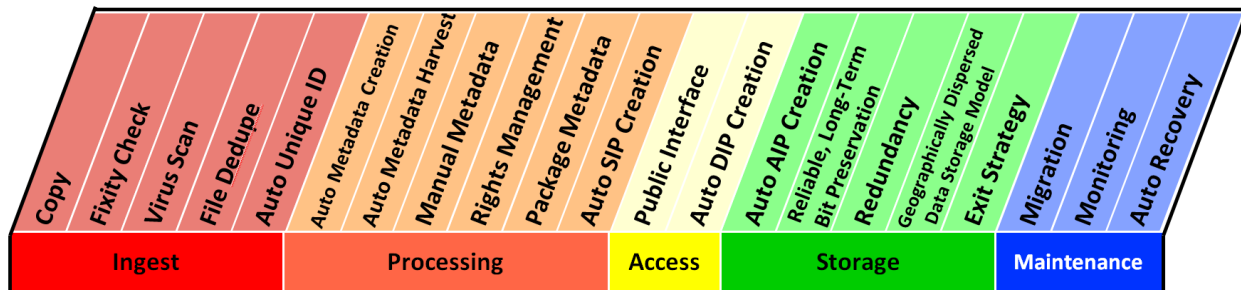 Copy
Fixity Check
Virus Scan
File Dedupe
Auto Unique ID
Auto Metadata Creation
Auto Metadata Harvest
Manual Metadata
Rights Management
Package Metadata
Auto SIP Creation
Public Interface
Auto DIP Creation
Auto AIP Creation
Reliable, Long-Term
Bit Preservation
Redundancy
Geographically Dispersed
Data Storage Model
Exit Strategy
Migration
Monitoring
Auto Recovery
Ingest
Processing
Access
Storage
Maintenance